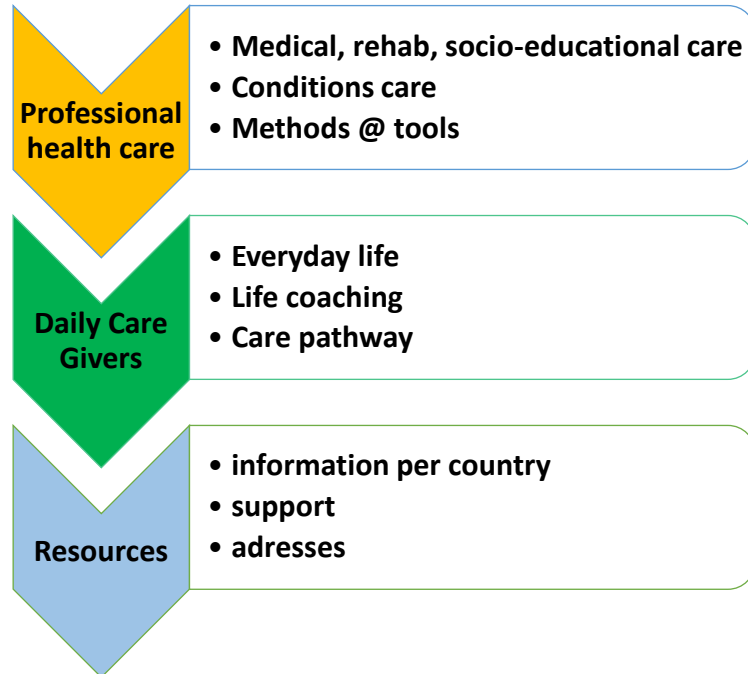 Professional
health care
• Medical, rehab, socio-educational care
• Conditions care
• Methods @ tools
Daily Care
Givers
• Everyday life
• Life coaching
• Care pathway
Resources
• information per country
• support
• adresses